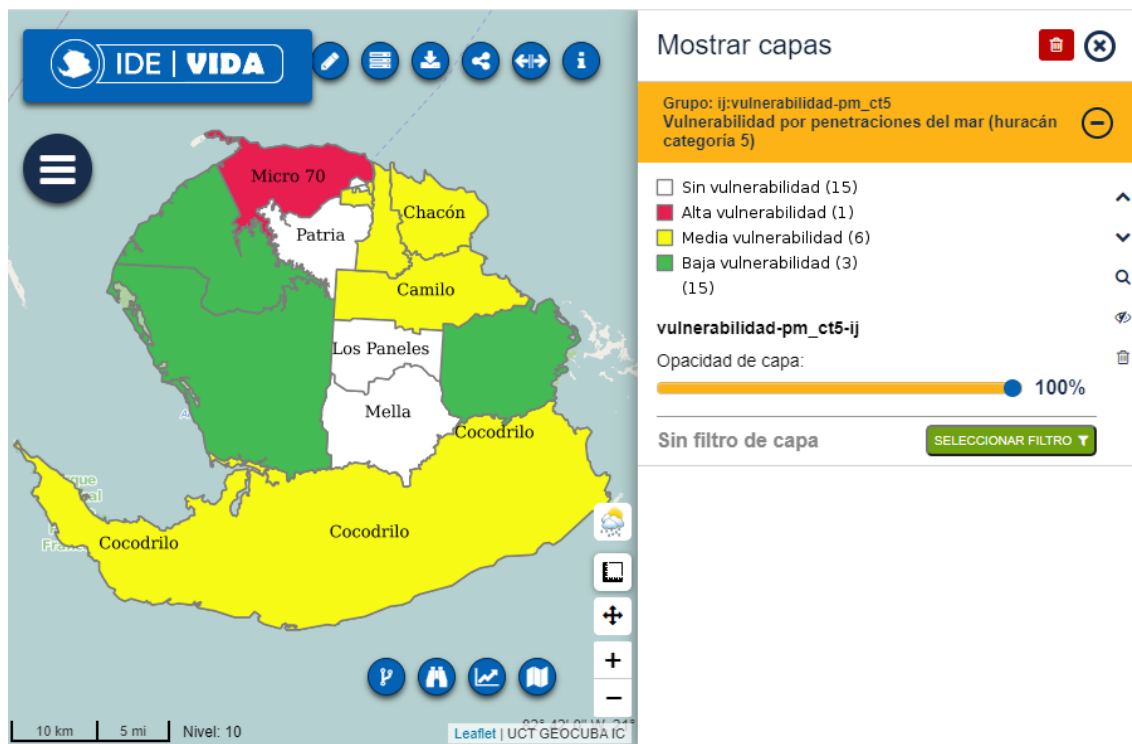 IDE | VIDA
Micro 70
Chacón
Patria
Camilo
Los Paneles
Mella
Cocodrilo
Cocodrilo
Cocodrilo
10 km
5 mi
Nivel: 10
Leaflet | UCT GEOCUBA IC
Mostrar capas
Grupo: ij:vulnerabilidad-pm_ct5
Vulnerabilidad por penetraciones del mar (huracán
categoría 5)
Sin vulnerabilidad (15)
Alta vulnerabilidad (1)
Media vulnerabilidad (6)
Baja vulnerabilidad (3)
(15)
vulnerabilidad-pm_ct5-ij
Opacidad de capa:
100%
Sin filtro de capa
SELECCIONAR FILTRO